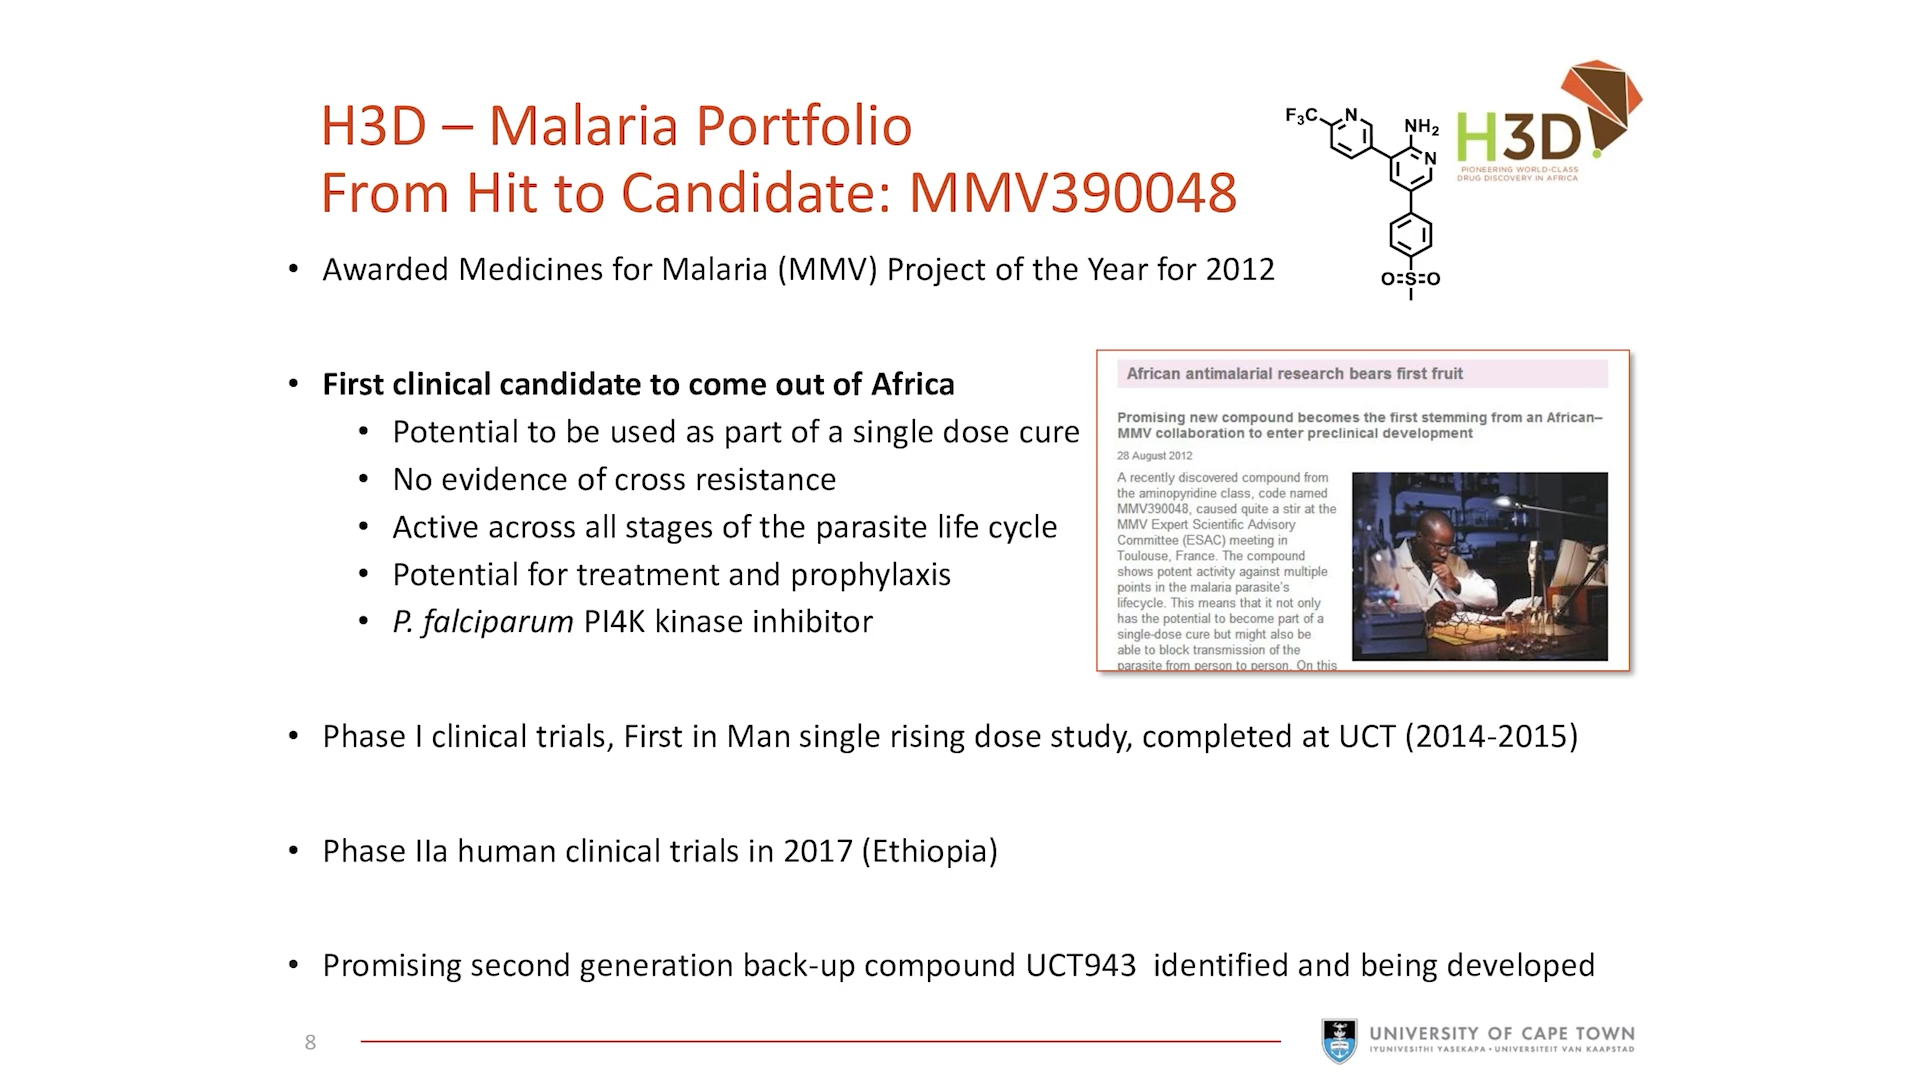 H3D – Malaria Portfolio
From Hit to Candidate: MMV390048
F3C
N
NH2
N
O=S=O
H3D
PIONEERING WORLD-CLASS
DRUG DISCOVERY IN AFRICA
• Awarded Medicines for Malaria (MMV) Project of the Year for 2012
• First clinical candidate to come out of Africa
• Potential to be used as part of a single dose cure
• No evidence of cross resistance
• Active across all stages of the parasite life cycle
• Potential for treatment and prophylaxis
• P. falciparum PI4K kinase inhibitor
African antimalarial research bears first fruit
Promising new compound becomes the first stemming from an African–
MMV collaboration to enter preclinical development
28 August 2012
A recently discovered compound from
the aminopyridine class, code named
MMV390048, caused quite a stir at the
MMV Expert Scientific Advisory
Committee (ESAC) meeting in
Toulouse, France. The compound
shows potent activity against multiple
points in the malaria parasite's
lifecycle. This means that it not only
has the potential to become part of a
single-dose cure but might also be
able to block transmission of the
parasite from person to person. On this
• Phase I clinical trials, First in Man single rising dose study, completed at UCT (2014-2015)
• Phase IIa human clinical trials in 2017 (Ethiopia)
• Promising second generation back-up compound UCT943 identified and being developed
8
UNIVERSITY OF CAPE TOWN
IYUNIVESITHI YASEKAPA • UNIVERSITEIT VAN KAAPSTAD